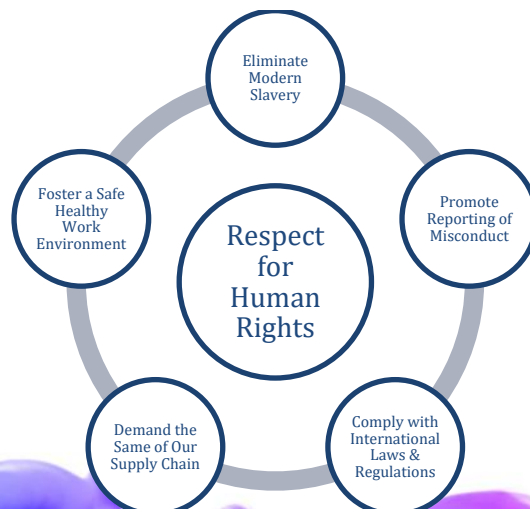 Eliminate
Modern
Slavery
Promote
Reporting of
Misconduct
Comply with
International
Laws &
Regulations
Demand the
Same of Our
Supply Chain
Foster a Safe
Healthy
Work
Environment
Respect
for
Human
Rights